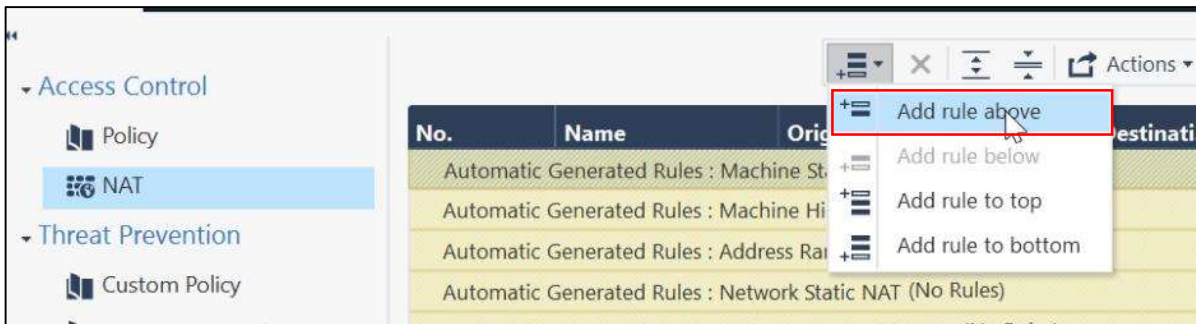 Access Control
Policy
NAT
Threat Prevention
Custom Policy
Actions
No. Name Orig estinati
Automatic Generated Rules : Machine St
Automatic Generated Rules : Machine Hi
Automatic Generated Rules : Address Ra
Automatic Generated Rules : Network Static NAT (No Rules)
Add rule above
Add rule below
Add rule to top
Add rule to bottom